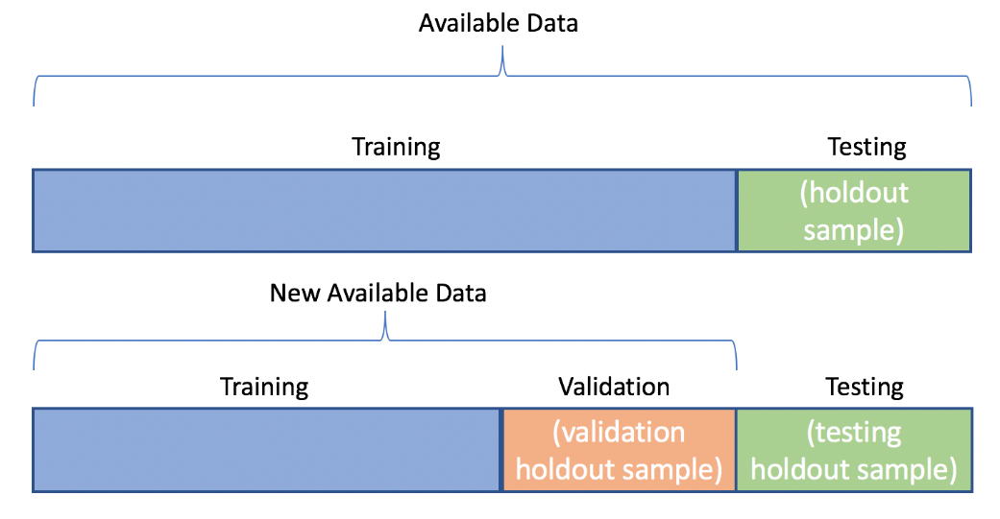 Available Data
Training
Testing
(holdout
sample)
New Available Data
Training
Validation
Testing
(validation
holdout sample)
(testing
holdout sample)